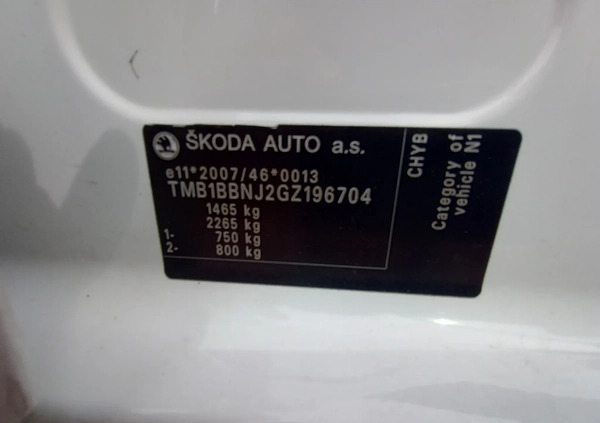 ŠKODA AUTO a.s.
e11*2007/46*0013
TMB1BBNJ2GZ196704
1465 kg
2265 kg
1- 750 kg
2- 800 kg
CHYB
Category of
vehicle N1